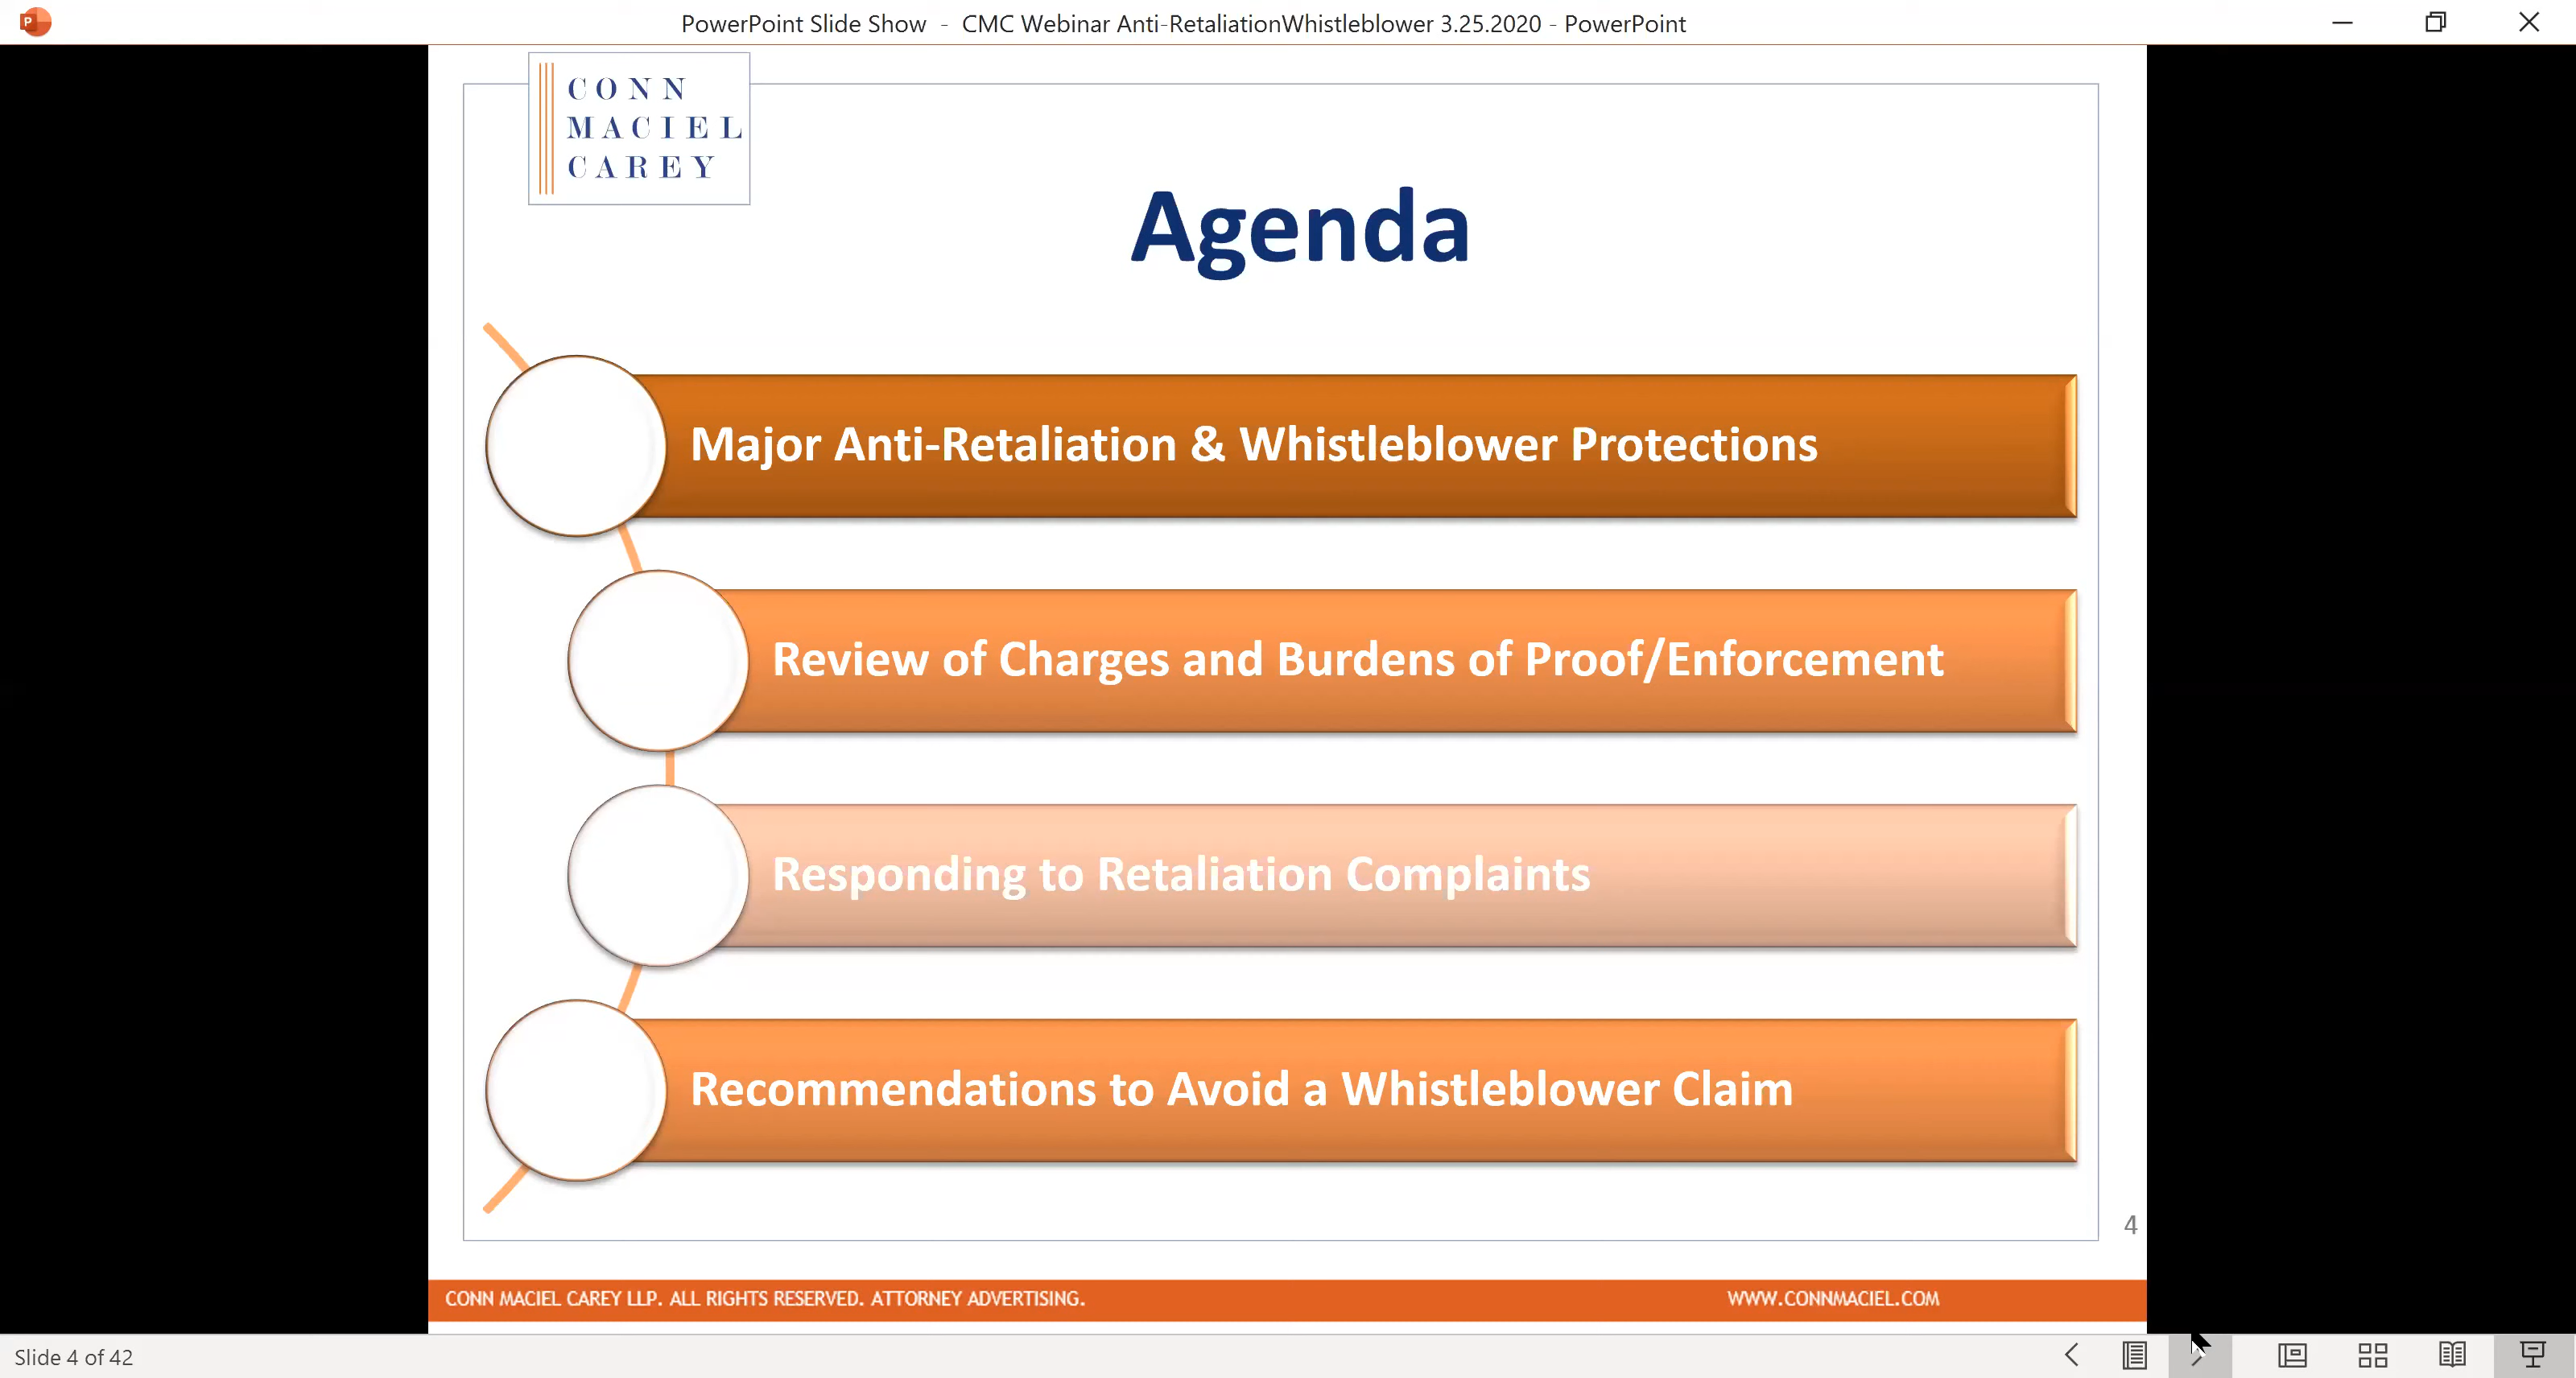 PowerPoint Slide Show - CMC Webinar Anti-RetaliationWhistleblower 3.25.2020 - PowerPoint
CONN
MACIEL
CAREY
Agenda
Major Anti-Retaliation & Whistleblower Protections
Review of Charges and Burdens of Proof/Enforcement
Responding to Retaliation Complaints
Recommendations to Avoid a Whistleblower Claim
4
CONN MACIEL CAREY LLP. ALL RIGHTS RESERVED. ATTORNEY ADVERTISING.
WWW.CONNMACIEL.COM
Slide 4 of 42